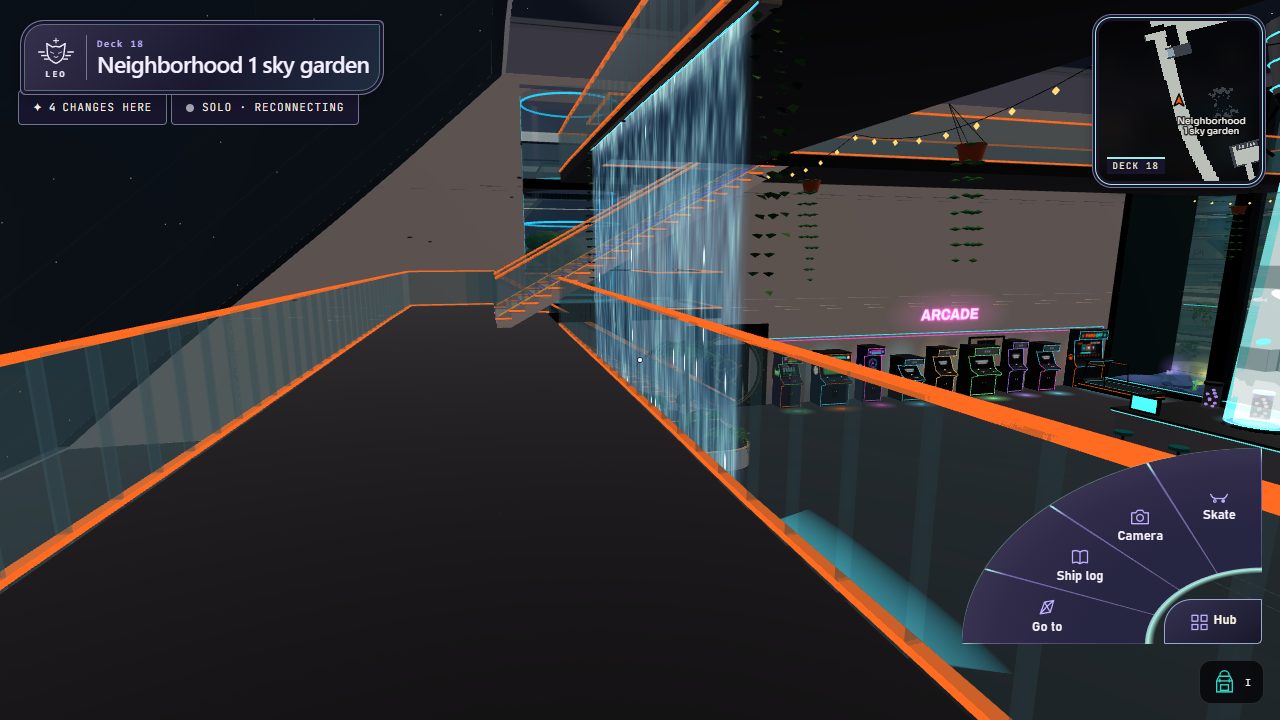 LEO
Deck 18
Neighborhood 1 sky garden
4 CHANGES HERE
SOLO · RECONNECTING
Neighborhood
1 sky garden
DECK 18
ARCADE
Skate
Camera
Ship log
Go to
Hub
I